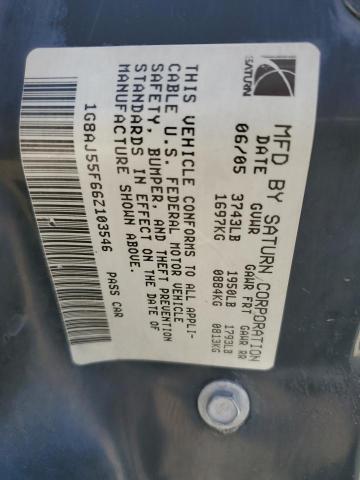 SATURN
MFD BY SATURN CORPORATION
DATE GVWR GAWR FRT GAWR RR
06/05 3743LB 1950LB 1793LB
1697KG 0884KG 0813KG
THIS VEHICLE CONFORMS TO ALL APPLI-
CABLE U.S. FEDERAL MOTOR VEHICLE
SAFETY, BUMPER, AND THEFT PREVENTION
STANDARDS IN EFFECT ON THE DATE OF
MANUFACTURE SHOWN ABOVE.
1G8AJ55F66Z103546 PASS CAR